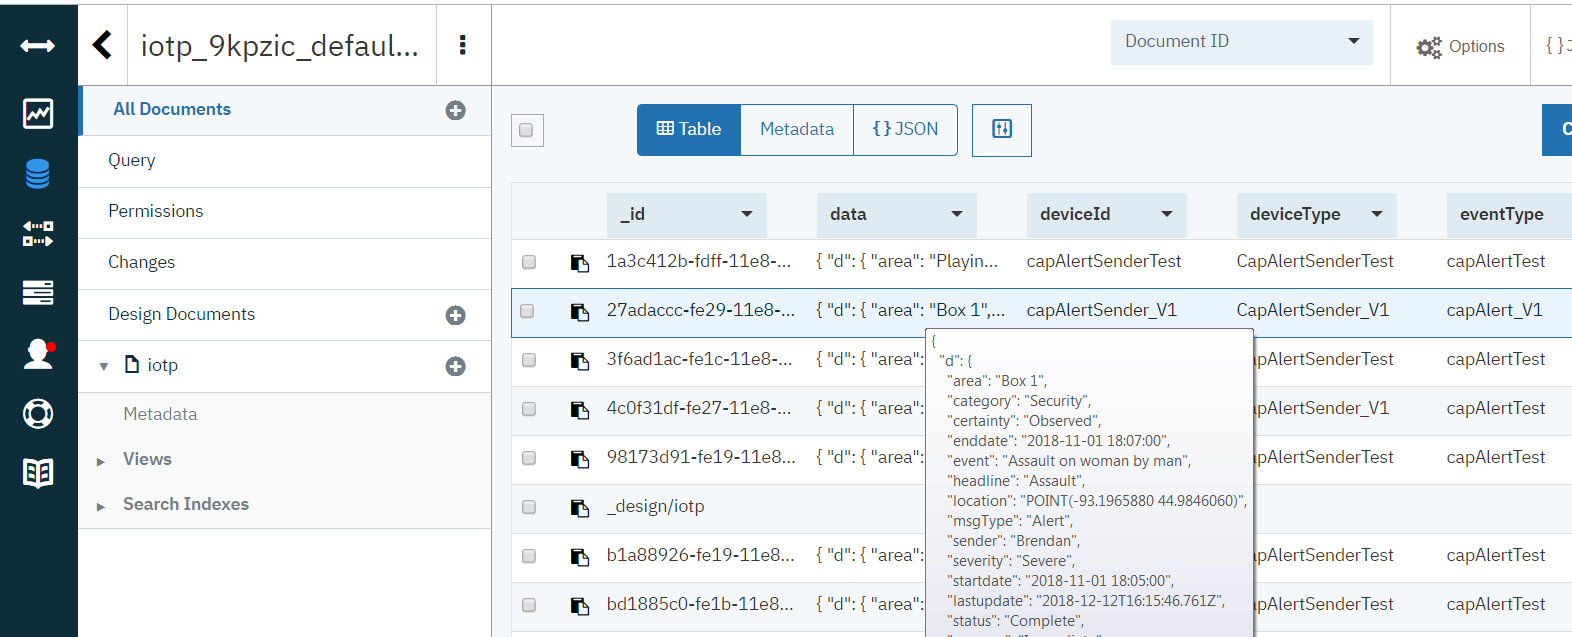 iotp_9kpzic_defaul...
Document ID
Options
{ } J
All Documents
Query
Permissions
Changes
Design Documents
iotp
Metadata
Views
Search Indexes
Table
Metadata
{ } JSON
C
_id data deviceId deviceType eventType
1a3c412b-fdff-11e8-... { "d": { "area": "Playin... capAlertSenderTest CapAlertSenderTest capAlertTest
27adaccc-fe29-11e8-... { "d": { "area": "Box 1",... capAlertSender_V1 CapAlertSender_V1 capAlert_V1
3f6ad1ac-fe1c-11e8-... { "d": { "area": pAlertSenderTest capAlertTest
4c0f31df-fe27-11e8-... { "d": { "area": pAlertSender_V1 capAlertTest
98173d91-fe19-11e8... { "d": { "area": pAlertSenderTest capAlertTest
_design/iotp
b1a88926-fe19-11e8... { "d": { "area": pAlertSenderTest capAlertTest
bd1885c0-fe1b-11e8... { "d": { "area": pAlertSenderTest capAlertTest
{
"d": {
"area": "Box 1",
"category": "Security",
"certainty": "Observed",
"enddate": "2018-11-01 18:07:00",
"event": "Assault on woman by man",
"headline": "Assault",
"location": "POINT(-93.1965880 44.9846060)",
"msgType": "Alert",
"sender": "Brendan",
"severity": "Severe",
"startdate": "2018-11-01 18:05:00",
"lastupdate": "2018-12-12T16:15:46.761Z",
"status": "Complete",